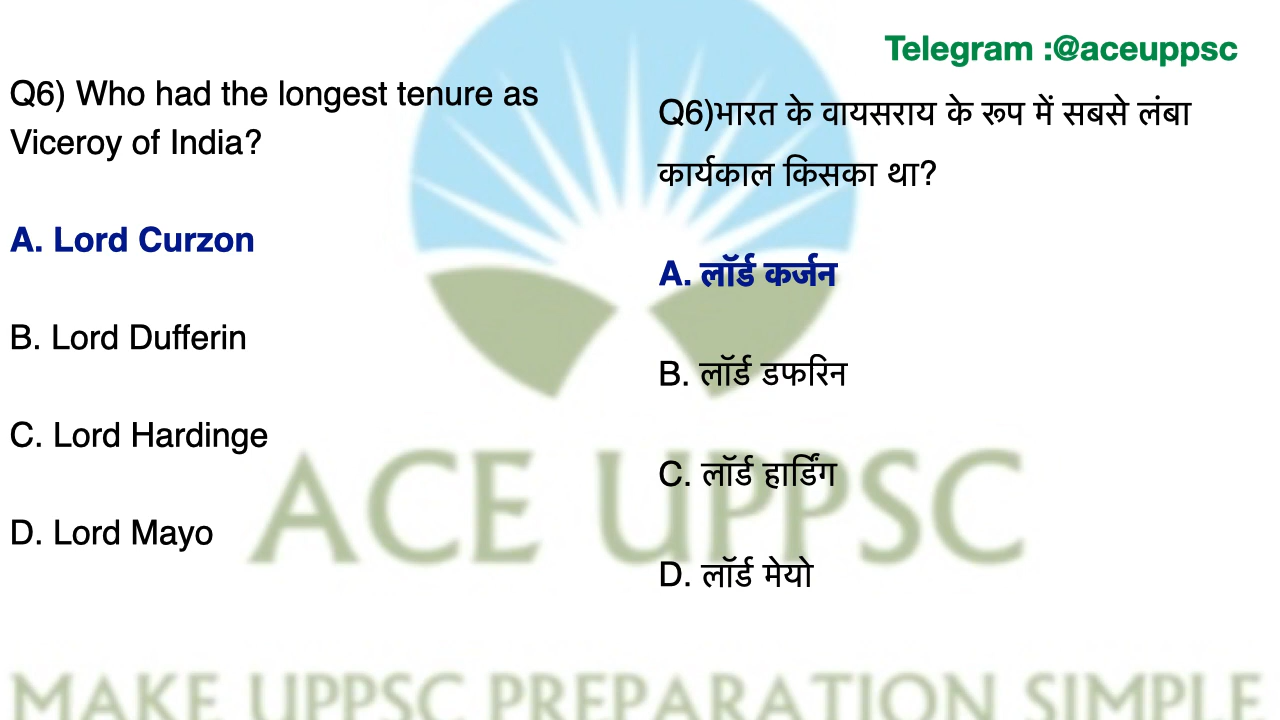 Telegram :@aceuppsc
Q6) Who had the longest tenure as
Viceroy of India?
A. Lord Curzon
B. Lord Dufferin
C. Lord Hardinge
D. Lord Mayo
Q6)भारत के वायसराय के रूप में सबसे लंबा
कार्यकाल किसका था?
A. लॉर्ड कर्जन
B. लॉर्ड डफरिन
C. लॉर्ड हार्डिंग
D. लॉर्ड मेयो
ACE UPPSC
MAKE UPPSC PREPARATION SIMPLE